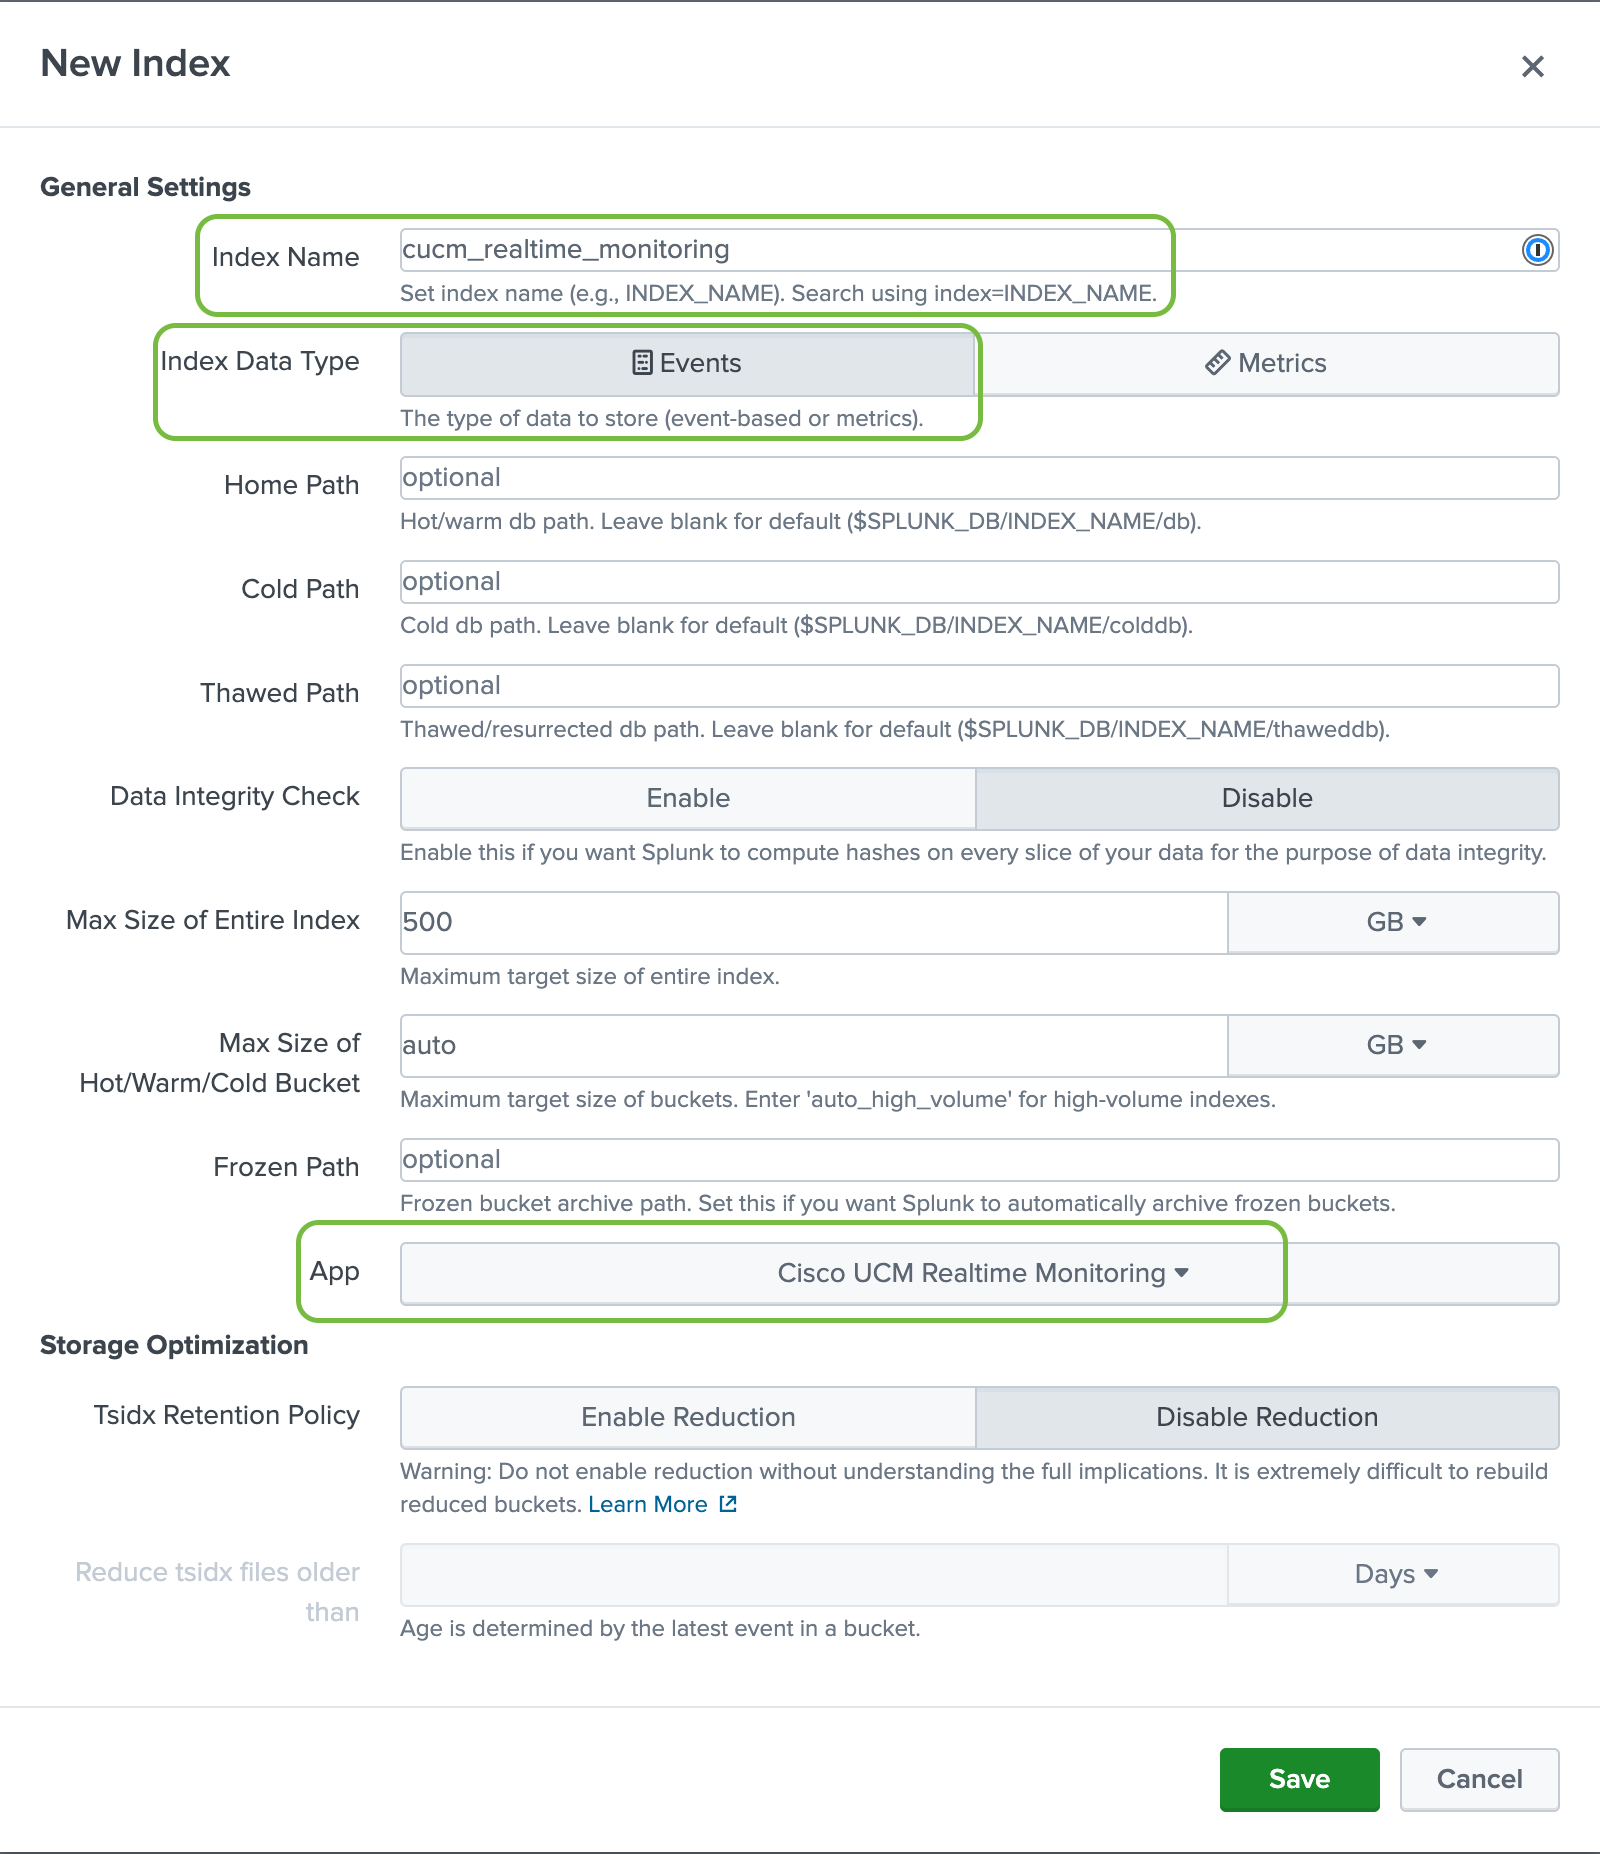 New Index
General Settings
Index Name
cucm_realtime_monitoring
Set index name (e.g., INDEX_NAME). Search using index=INDEX_NAME.
Index Data Type
Events
Metrics
The type of data to store (event-based or metrics).
Home Path
optional
Hot/warm db path. Leave blank for default ($SPLUNK_DB/INDEX_NAME/db).
Cold Path
optional
Cold db path. Leave blank for default ($SPLUNK_DB/INDEX_NAME/colddb).
Thawed Path
optional
Thawed/resurrected db path. Leave blank for default ($SPLUNK_DB/INDEX_NAME/thaweddb).
Data Integrity Check
Enable
Disable
Enable this if you want Splunk to compute hashes on every slice of your data for the purpose of data integrity.
Max Size of Entire Index
500
GB
Maximum target size of entire index.
Max Size of
Hot/Warm/Cold Bucket
auto
GB
Maximum target size of buckets. Enter 'auto_high_volume' for high-volume indexes.
Frozen Path
optional
Frozen bucket archive path. Set this if you want Splunk to automatically archive frozen buckets.
App
Cisco UCM Realtime Monitoring
Storage Optimization
Tsidx Retention Policy
Enable Reduction
Disable Reduction
Warning: Do not enable reduction without understanding the full implications. It is extremely difficult to rebuild
reduced buckets. Learn More
Reduce tsidx files older
than
Days
Age is determined by the latest event in a bucket.
Save
Cancel